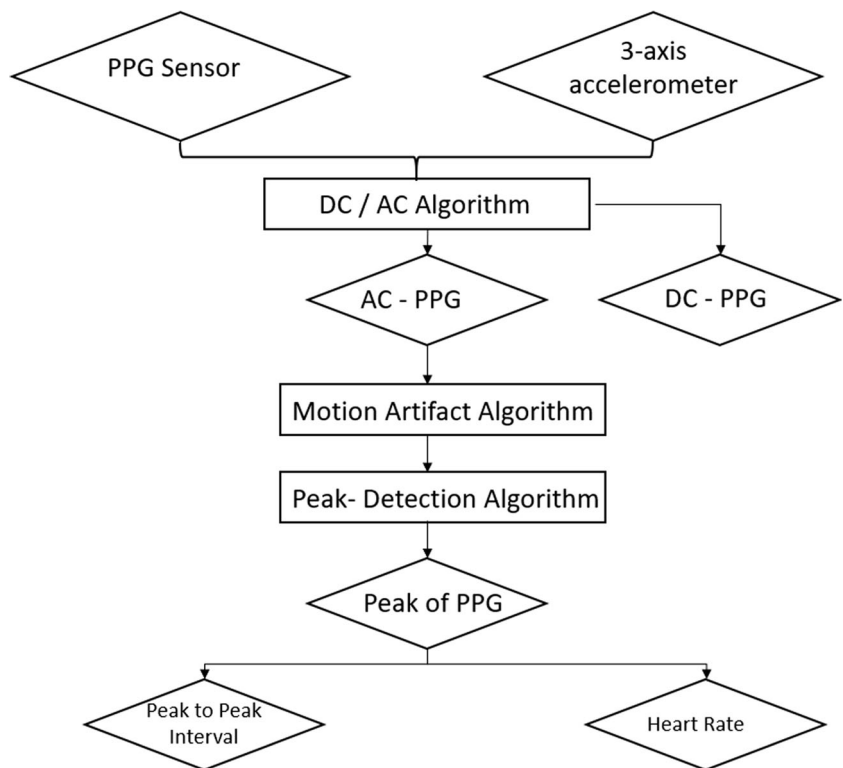 PPG Sensor
3-axis
accelerometer
DC / AC Algorithm
AC - PPG
DC - PPG
Motion Artifact Algorithm
Peak- Detection Algorithm
Peak of PPG
Peak to Peak
Interval
Heart Rate